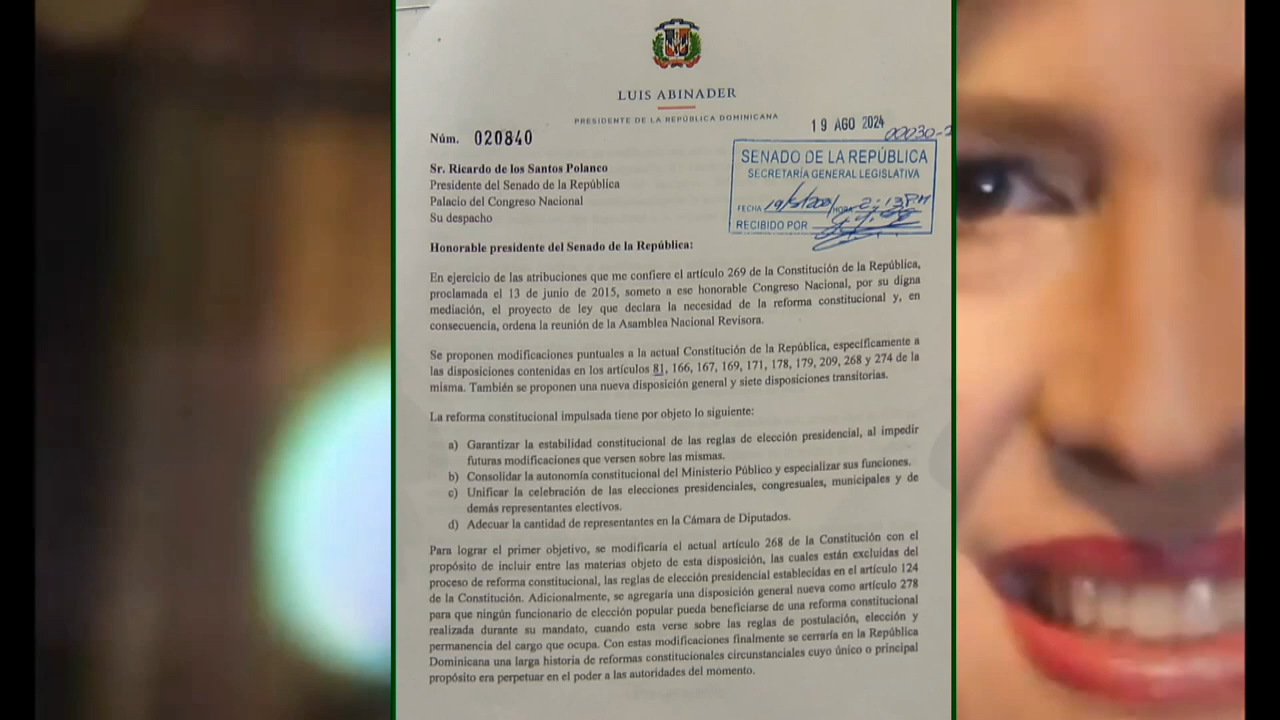 LUIS ABINADER
PRESIDENTE DE LA REPÚBLICA DOMINICANA
Núm. 020840
19 AGO 2024
00030-2
SENADO DE LA REPÚBLICA
SECRETARÍA GENERAL LEGISLATIVA
FECHA HORA 2:13PM
RECIBIDO POR
Sr. Ricardo de los Santos Polanco
Presidente del Senado de la República
Palacio del Congreso Nacional
Su despacho
Honorable presidente del Senado de la República:
En ejercicio de las atribuciones que me confiere el artículo 269 de la Constitución de la República,
proclamada el 13 de junio de 2015, someto a ese honorable Congreso Nacional, por su digna
mediación, el proyecto de ley que declara la necesidad de la reforma constitucional y, en
consecuencia, ordena la reunión de la Asamblea Nacional Revisora.
Se proponen modificaciones puntuales a la actual Constitución de la República, específicamente a
las disposiciones contenidas en los artículos 81, 166, 167, 169, 171, 178, 179, 209, 268 y 274 de la
misma. También se proponen una nueva disposición general y siete disposiciones transitorias.
La reforma constitucional impulsada tiene por objeto lo siguiente:
a) Garantizar la estabilidad constitucional de las reglas de elección presidencial, al impedir
futuras modificaciones que versen sobre las mismas.
b) Consolidar la autonomía constitucional del Ministerio Público y especializar sus funciones.
c) Unificar la celebración de las elecciones presidenciales, congresuales, municipales y de
demás representantes electivos.
d) Adecuar la cantidad de representantes en la Cámara de Diputados.
Para lograr el primer objetivo, se modificaría el actual artículo 268 de la Constitución con el
propósito de incluir entre las materias objeto de esta disposición, las cuales están excluidas del
proceso de reforma constitucional, las reglas de elección presidencial establecidas en el artículo 124
de la Constitución. Adicionalmente, se agregaría una disposición general nueva como artículo 278
para que ningún funcionario de elección popular pueda beneficiarse de una reforma constitucional
realizada durante su mandato, cuando esta verse sobre las reglas de postulación, elección y
permanencia del cargo que ocupa. Con estas modificaciones finalmente se cerraría en la República
Dominicana una larga historia de reformas constitucionales circunstanciales cuyo único o principal
propósito era perpetuar en el poder a las autoridades del momento.